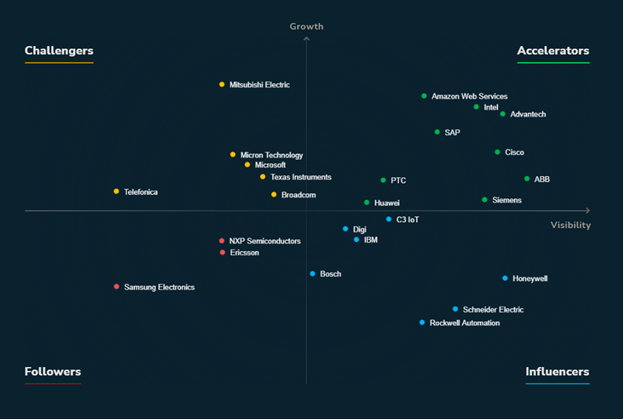 Growth
Challengers
Accelerators
Mitsubishi Electric
Amazon Web Services
Intel
Advantech
SAP
Cisco
Micron Technology
Microsoft
Texas Instruments
PTC
ABB
Telefonica
Broadcom
Huawei
Siemens
C3 IoT
Visibility
Digi
NXP Semiconductors
IBM
Ericsson
Bosch
Honeywell
Samsung Electronics
Schneider Electric
Rockwell Automation
Followers
Influencers